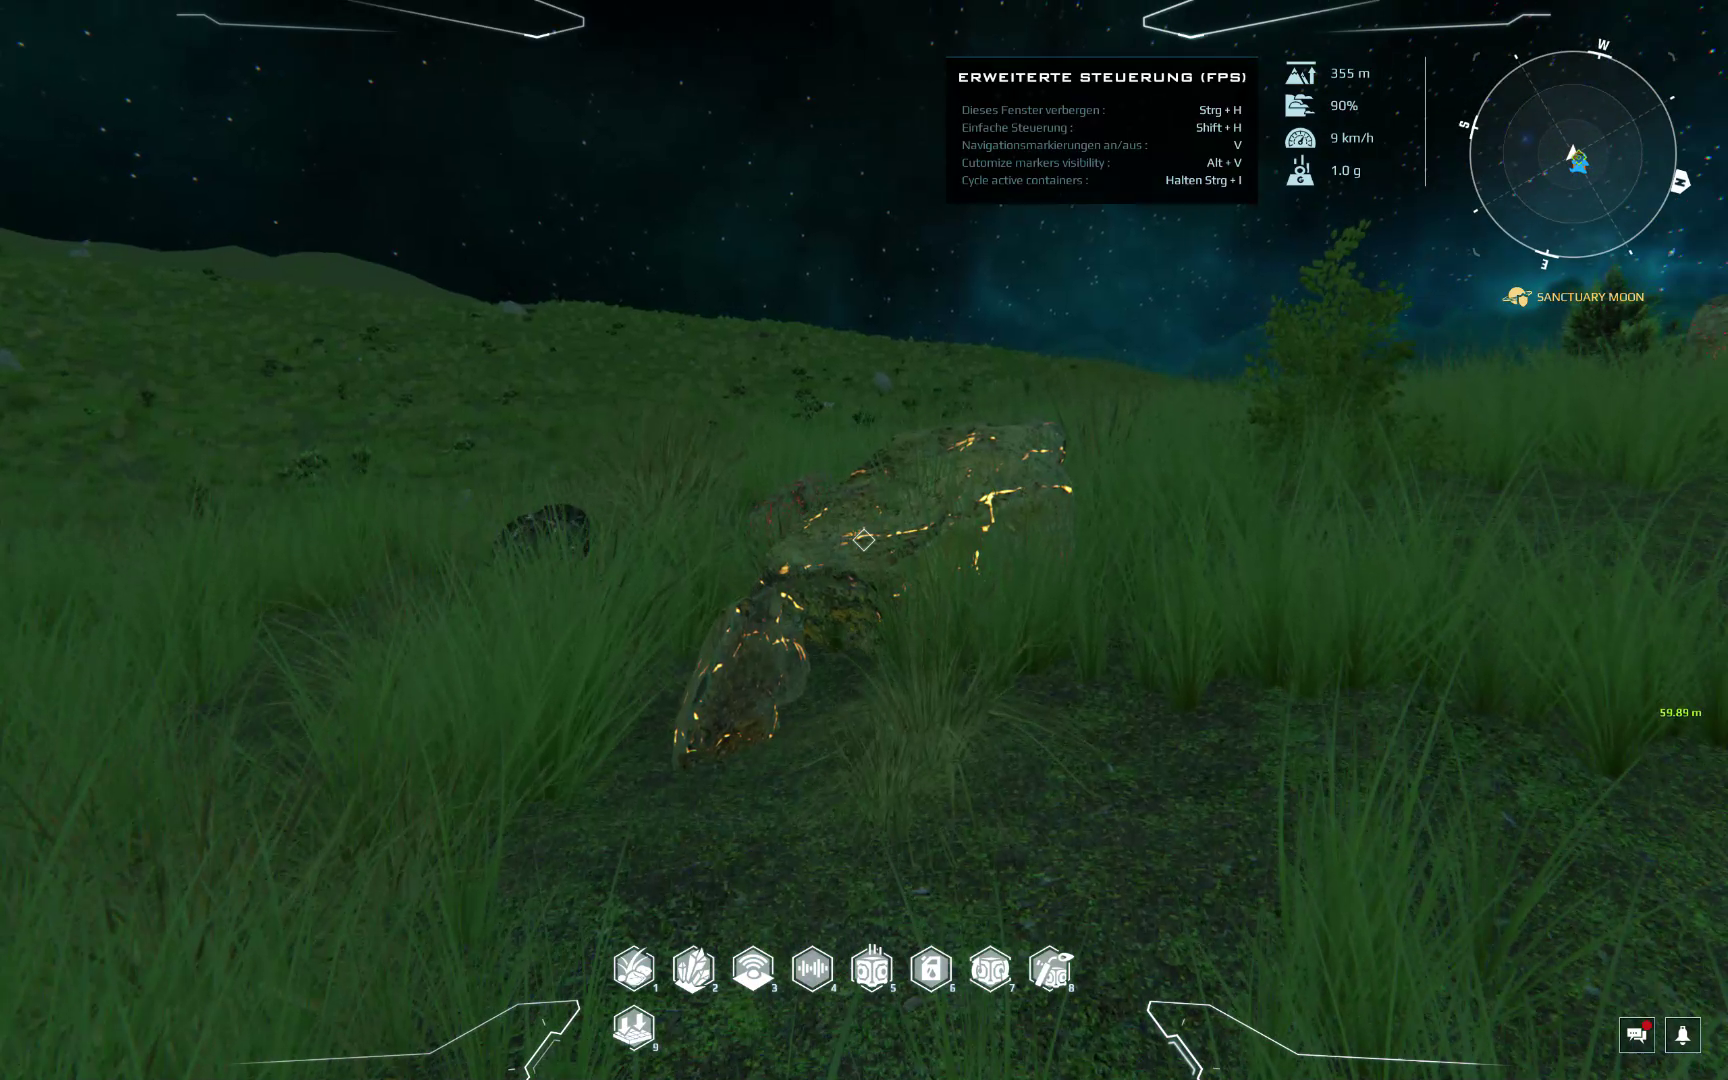 ERWEITERTE STEUERUNG (FPS)
Dieses Fenster verbergen : Strg + H
Einfache Steuerung : Shift + H
Navigationsmarkierungen an/aus : V
Cutomize markers visibility : Alt + V
Cycle active containers : Halten Strg + I
355 m
90%
9 km/h
1.0 g
G
W
S
N
E
SANCTUARY MOON
59.89 m
1
2
3
4
5
6
7
8
9